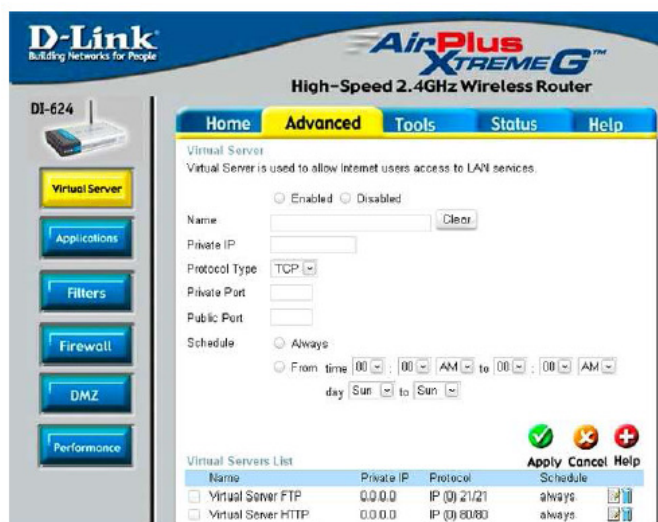 D-Link
Building Networks for People
AirPlus
XTREME G™
High-Speed 2.4GHz Wireless Router
DI-624
Home Advanced Tools Status Help
Virtual Server
Applications
Filters
Firewall
DMZ
Performance
Virtual Server
Virtual Server is used to allow Internet users access to LAN services.
Enabled Disabled
Name Clear
Private IP
Protocol Type TCP
Private Port
Public Port
Schedule Always
From time 00 : 00 AM to 00 : 00 AM
day Sun to Sun
Apply Cancel Help
Virtual Servers List
Name Private IP Protocol Schedule
Virtual Server FTP 0.0.0.0 IP (0) 21/21 always
Virtual Server HTTP 0.0.0.0 IP (0) 80/80 always